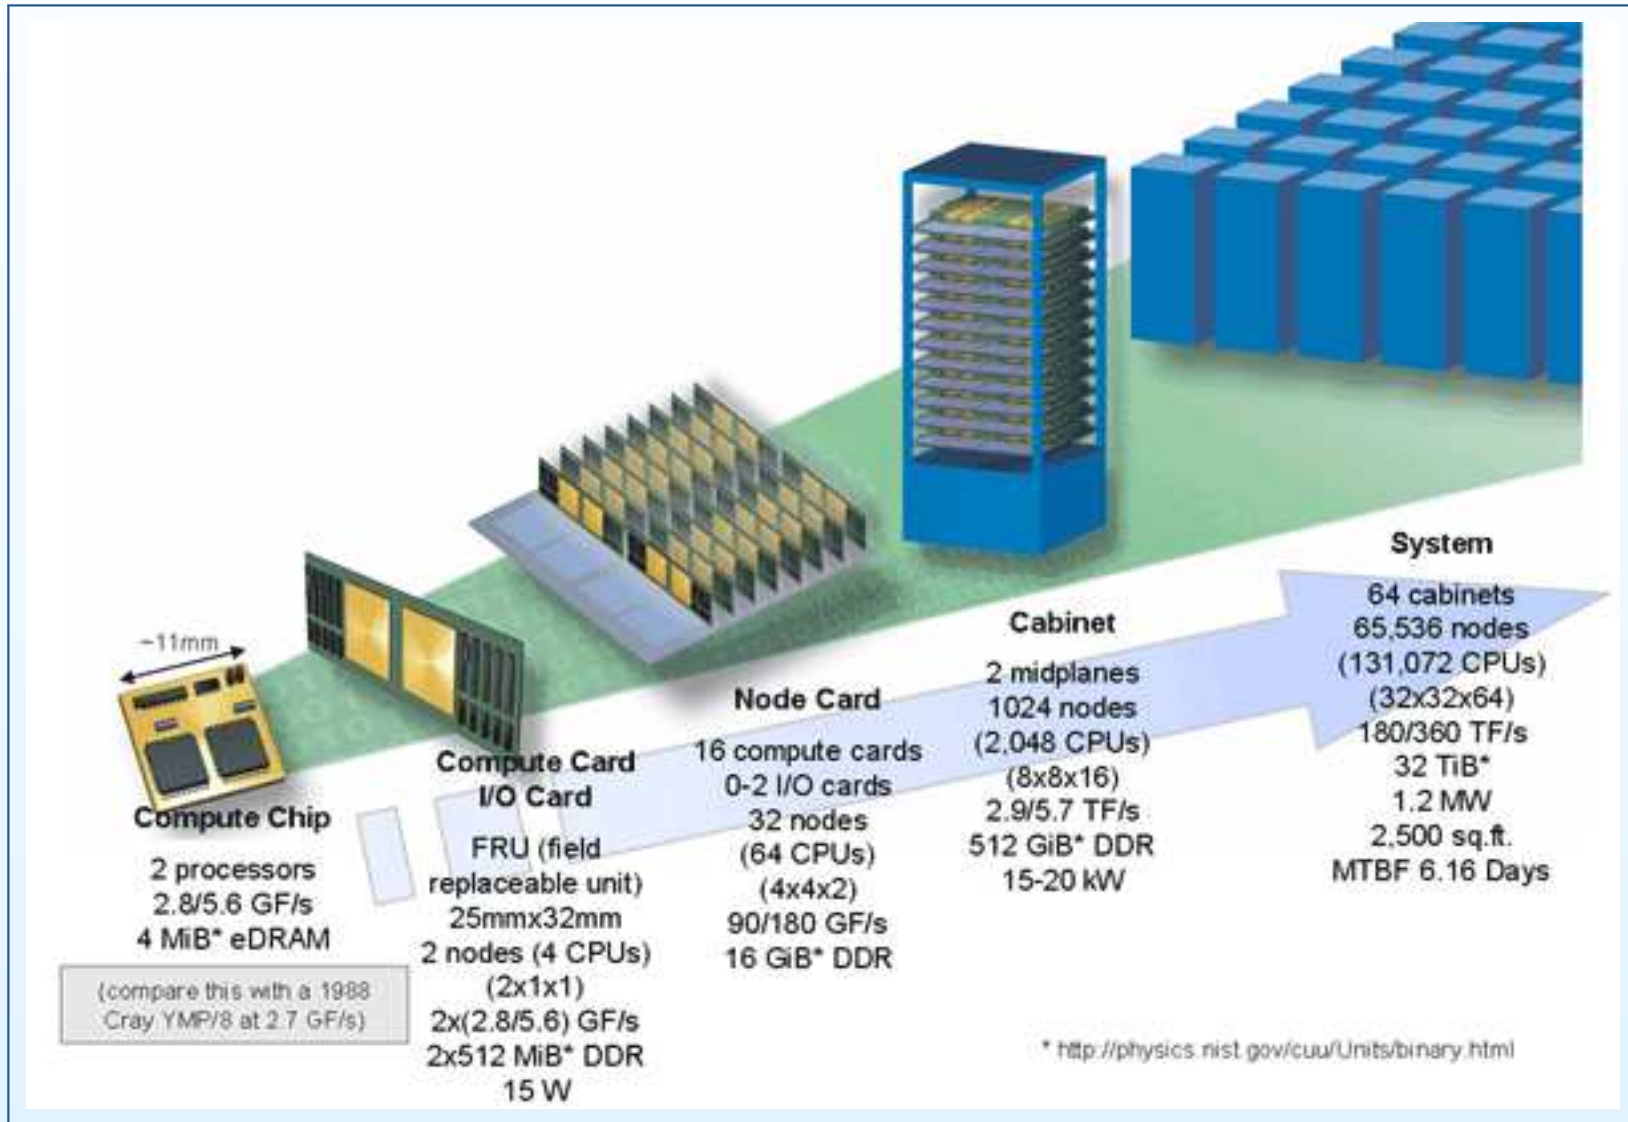 ~11mm
Compute Chip
2 processors
2.8/5.6 GF/s
4 MiB* eDRAM
(compare this with a 1988
Cray YMP/8 at 2.7 GF/s)
Compute Card
I/O Card
FRU (field
replaceable unit)
25mmx32mm
2 nodes (4 CPUs)
(2x1x1)
2x(2.8/5.6) GF/s
2x512 MiB* DDR
15 W
Node Card
16 compute cards
0-2 I/O cards
32 nodes
(64 CPUs)
(4x4x2)
90/180 GF/s
16 GiB* DDR
Cabinet
2 midplanes
1024 nodes
(2,048 CPUs)
(8x8x16)
2.9/5.7 TF/s
512 GiB* DDR
15-20 kW
System
64 cabinets
65,536 nodes
(131,072 CPUs)
(32x32x64)
180/360 TF/s
32 TiB*
1.2 MW
2,500 sq.ft.
MTBF 6.16 Days
* http://physics.nist.gov/cuu/Units/binary.html